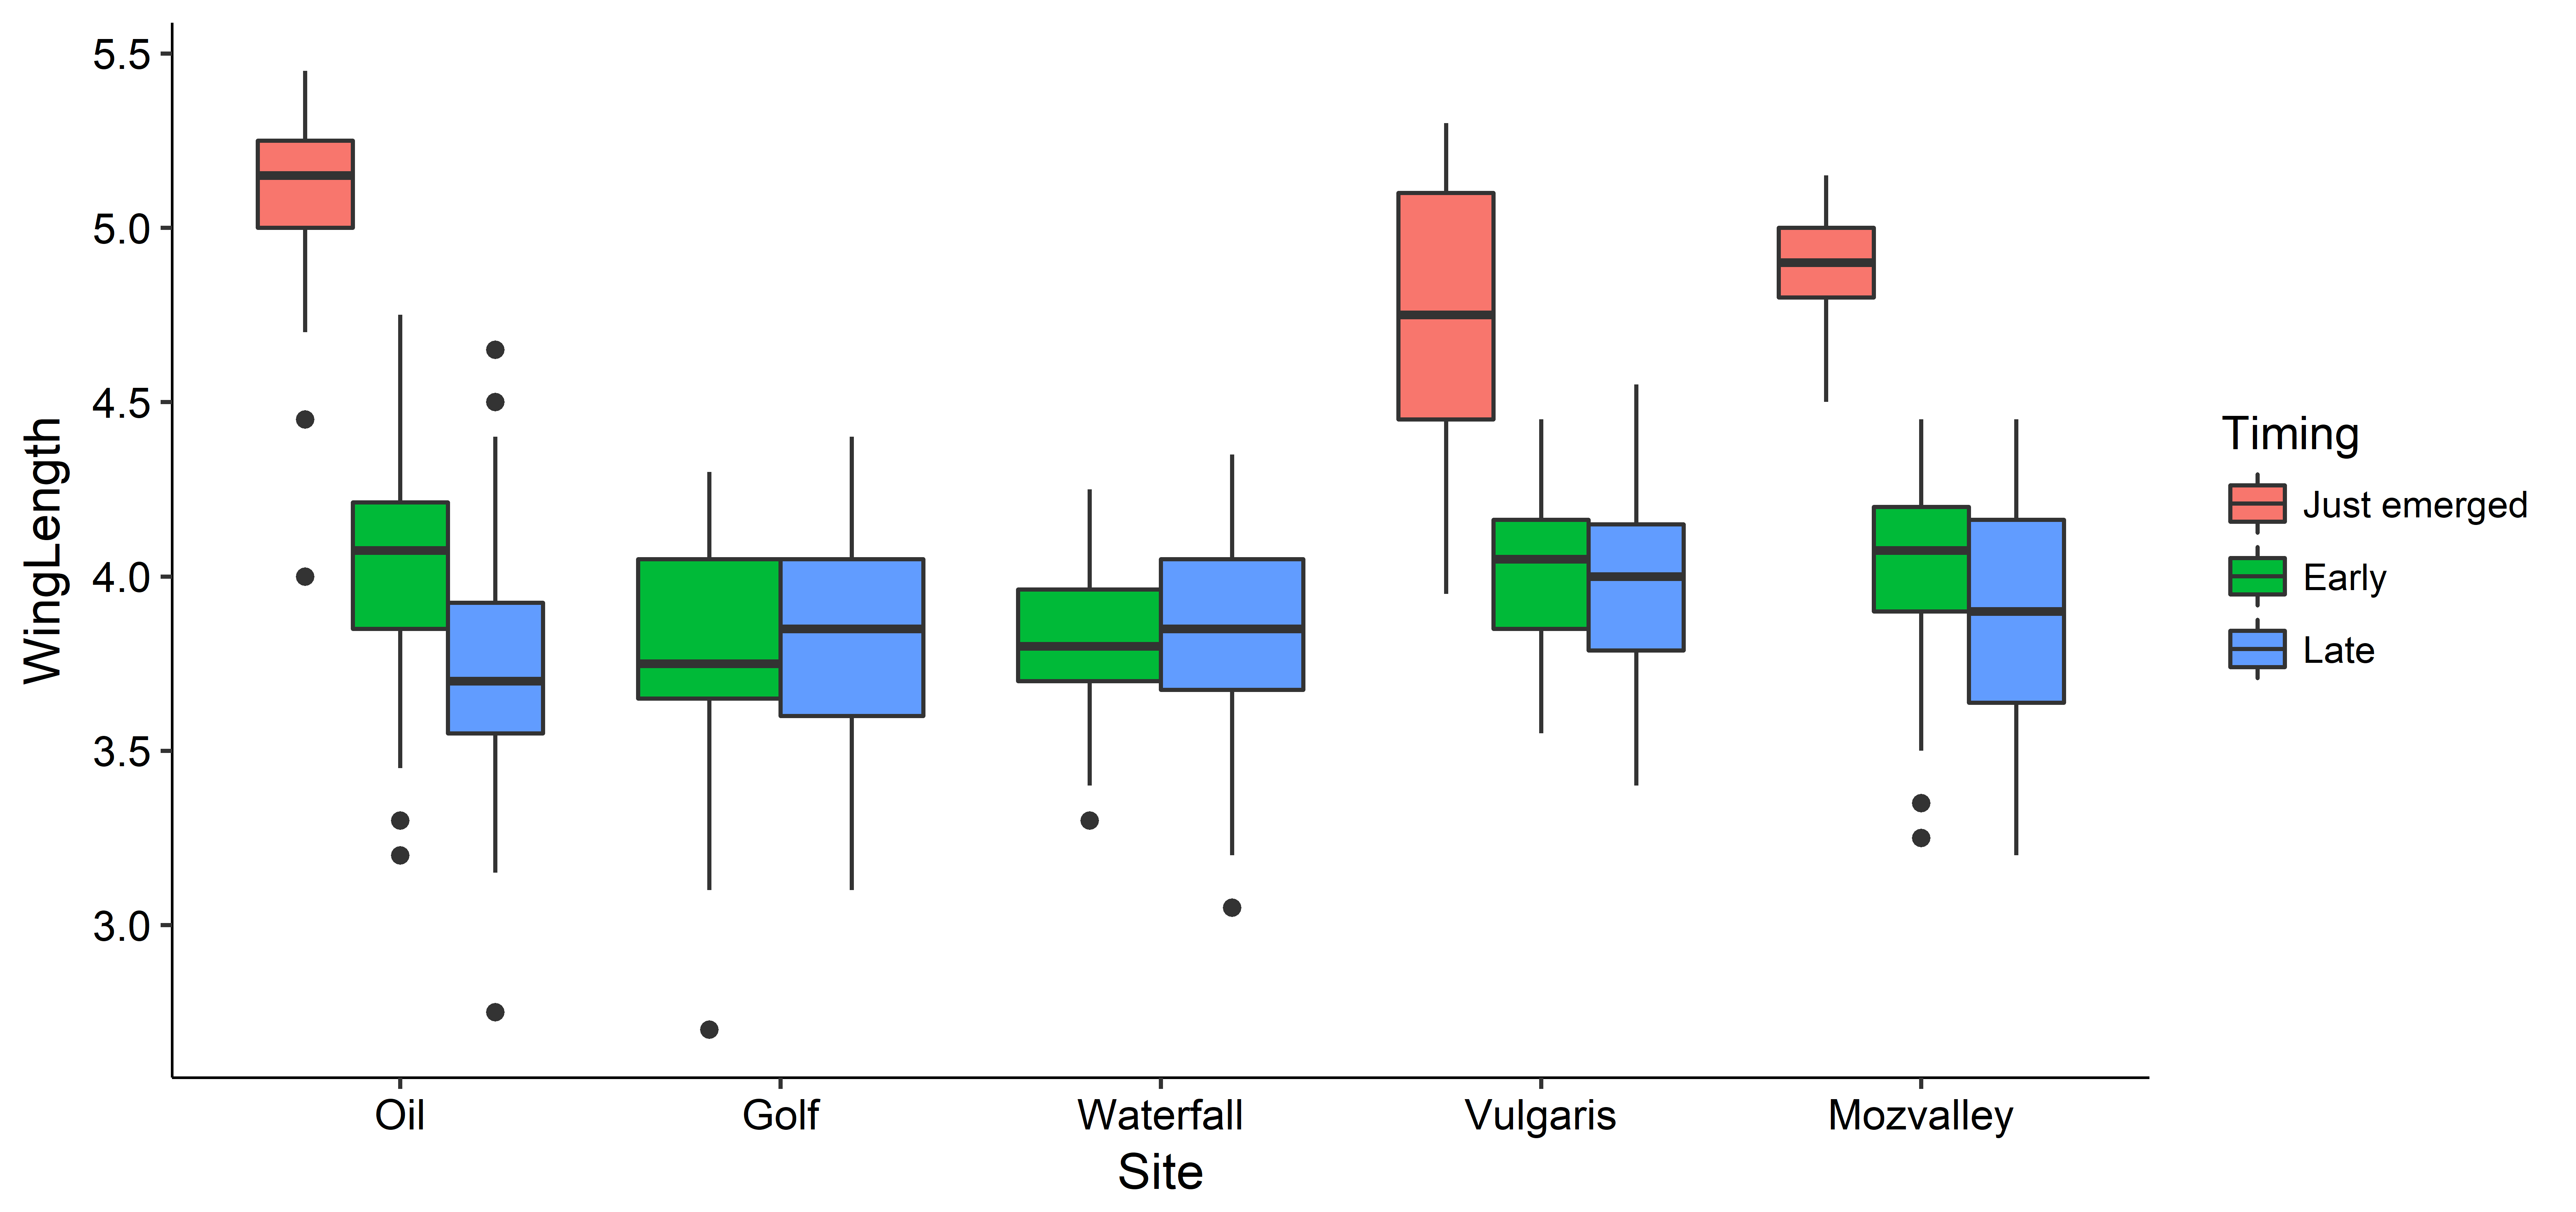 5.5
5.0
4.5
4.0
3.5
3.0
WingLength
Oil
Golf
Waterfall
Vulgaris
Mozvalley
Site
Timing
Just emerged
Early
Late